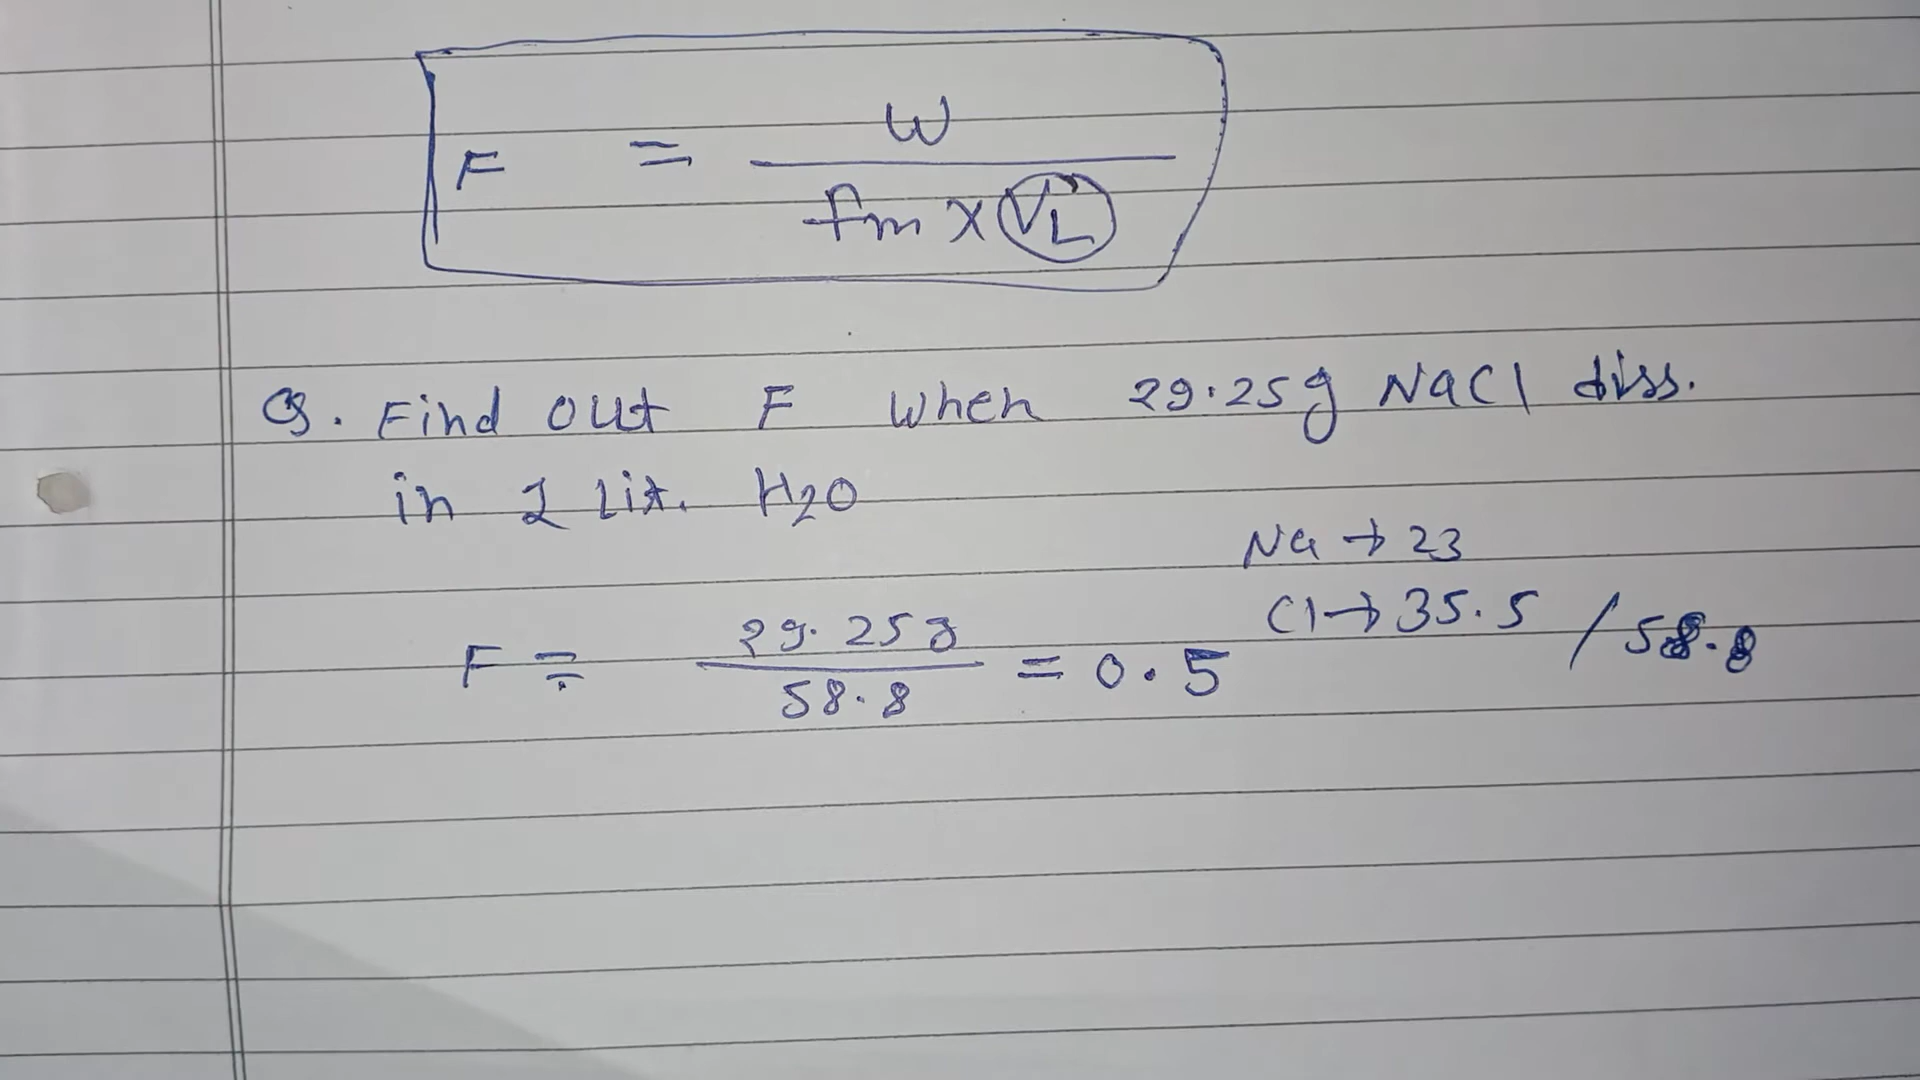 F = w
fm x VL
Q. Find out F when 29.25g NaCl diss.
in 1 Lit. H2O
Na → 23
Cl → 35.5 / 58.8
F = 29.25g = 0.5
58.8